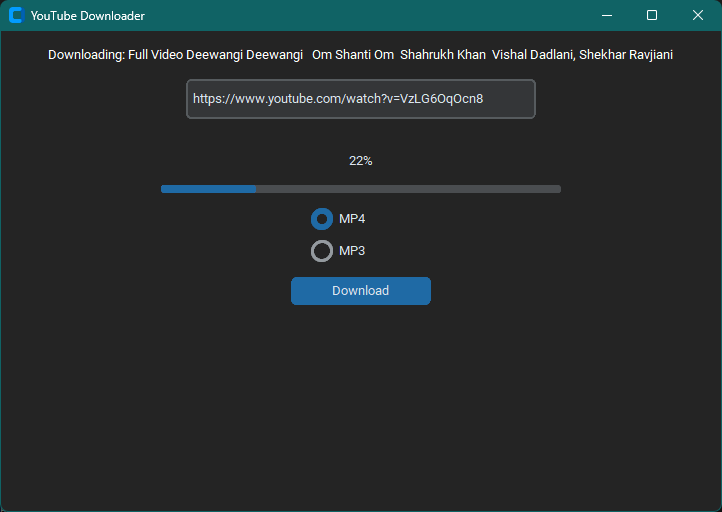 YouTube Downloader
Downloading: Full Video Deewangi Deewangi   Om Shanti Om  Shahrukh Khan  Vishal Dadlani, Shekhar Ravjiani
https://www.youtube.com/watch?v=VzLG6OqOcn8
22%
MP4
MP3
Download